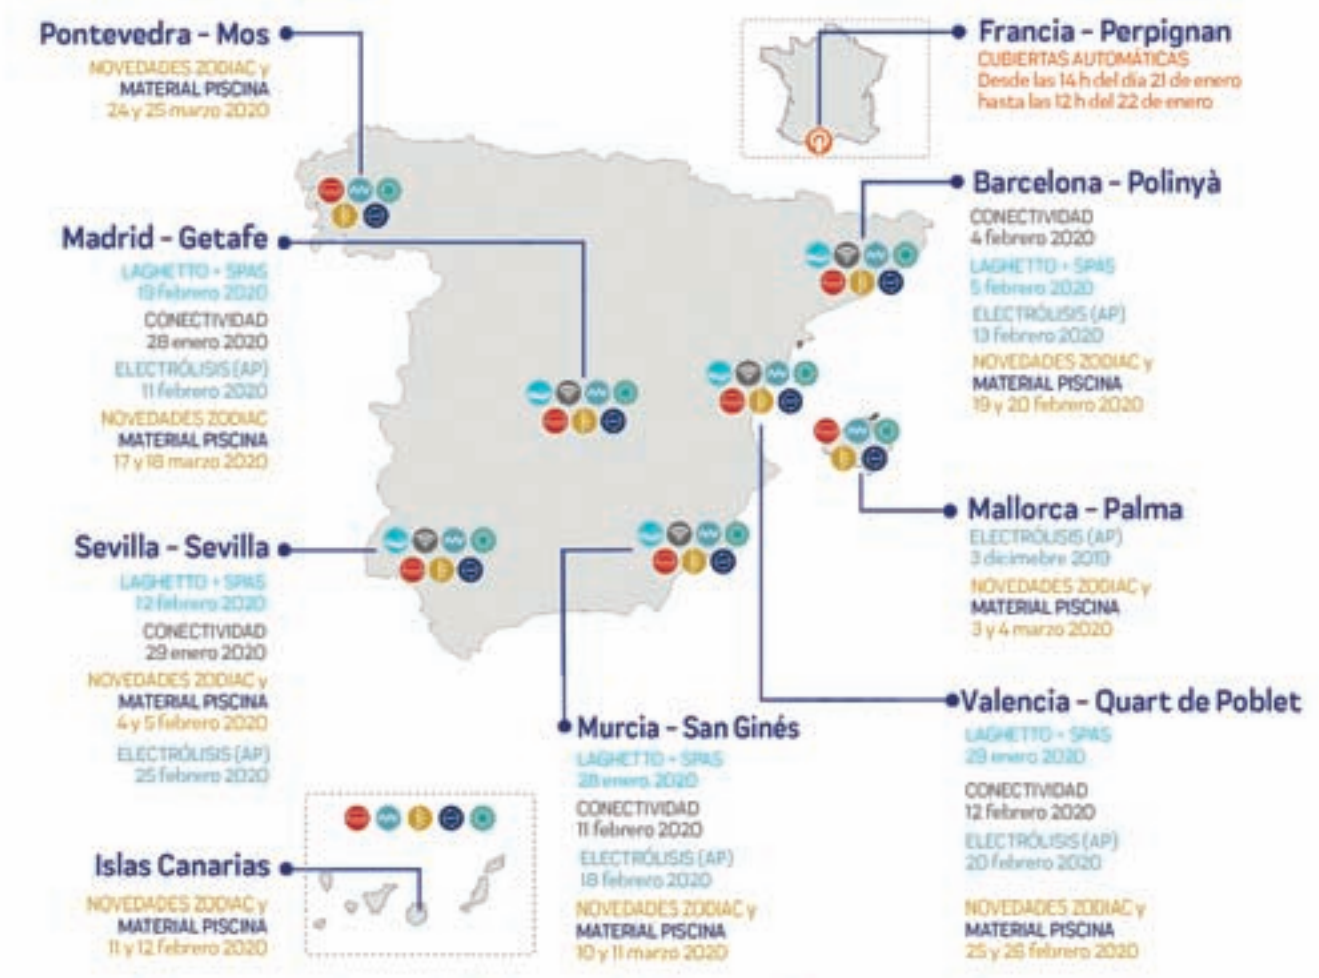 Pontevedra - Mos
NOVEDADES ZODIAC y
MATERIAL PISCINA
24 y 25 marzo 2020
Francia - Perpignan
CUBIERTAS AUTOMÁTICAS
Desde las 14 h del día 21 de enero
hasta las 12 h del 22 de enero
Barcelona - Polinyà
CONECTIVIDAD
4 febrero 2020
LAGHETTO + SPAS
5 febrero 2020
ELECTRÓLISIS (AP)
13 febrero 2020
NOVEDADES ZODIAC y
MATERIAL PISCINA
19 y 20 febrero 2020
Madrid - Getafe
LAGHETTO + SPAS
19 febrero 2020
CONECTIVIDAD
28 enero 2020
ELECTRÓLISIS (AP)
11 febrero 2020
NOVEDADES ZODIAC
MATERIAL PISCINA
17 y 18 marzo 2020
Mallorca - Palma
ELECTRÓLISIS (AP)
3 dicimebre 2019
NOVEDADES ZODIAC y
MATERIAL PISCINA
3 y 4 marzo 2020
Sevilla - Sevilla
LAGHETTO + SPAS
12 febrero 2020
CONECTIVIDAD
29 enero 2020
NOVEDADES ZODIAC y
MATERIAL PISCINA
4 y 5 febrero 2020
ELECTRÓLISIS (AP)
25 febrero 2020
Murcia - San Ginés
LAGHETTO + SPAS
28 enero 2020
CONECTIVIDAD
11 febrero 2020
ELECTRÓLISIS (AP)
18 febrero 2020
NOVEDADES ZODIAC y
MATERIAL PISCINA
10 y 11 marzo 2020
Valencia - Quart de Poblet
LAGHETTO + SPAS
29 enero 2020
CONECTIVIDAD
12 febrero 2020
ELECTRÓLISIS (AP)
20 febrero 2020
NOVEDADES ZODIAC y
MATERIAL PISCINA
25 y 26 febrero 2020
Islas Canarias
NOVEDADES ZODIAC y
MATERIAL PISCINA
11 y 12 febrero 2020